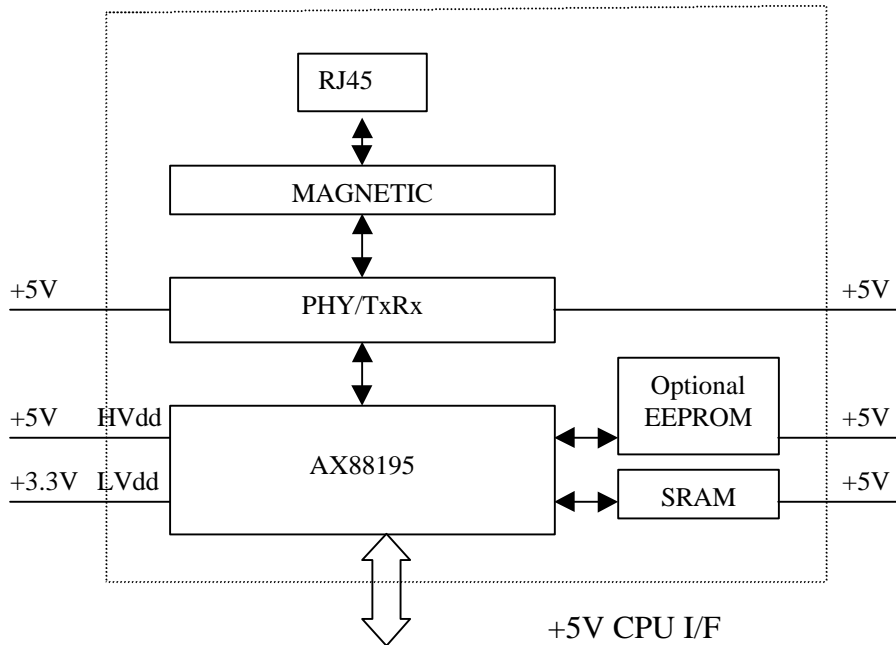 RJ45
MAGNETIC
+5V
PHY/TxRx
+5V
Optional
EEPROM
+5V HVdd
+5V
AX88195
+3.3V LVdd
SRAM
+5V
+5V CPU I/F